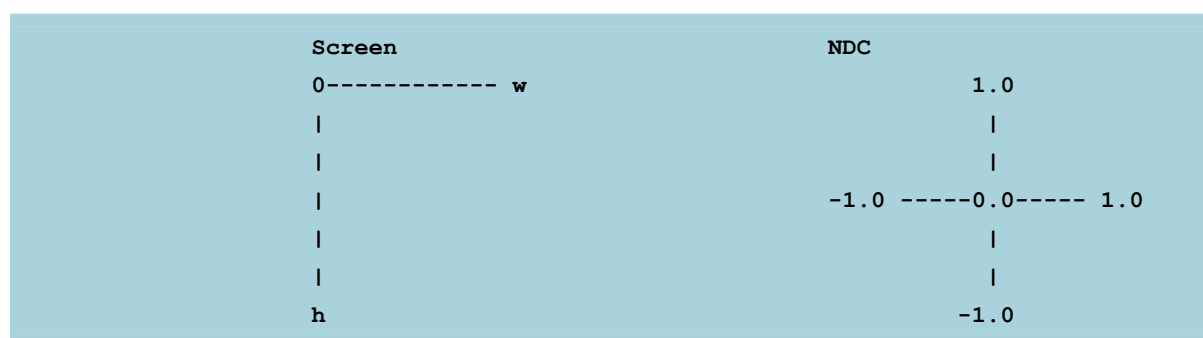 Screen NDC
0------------ w 1.0
| |
| |
| -1.0 -----0.0----- 1.0
| |
| |
h -1.0